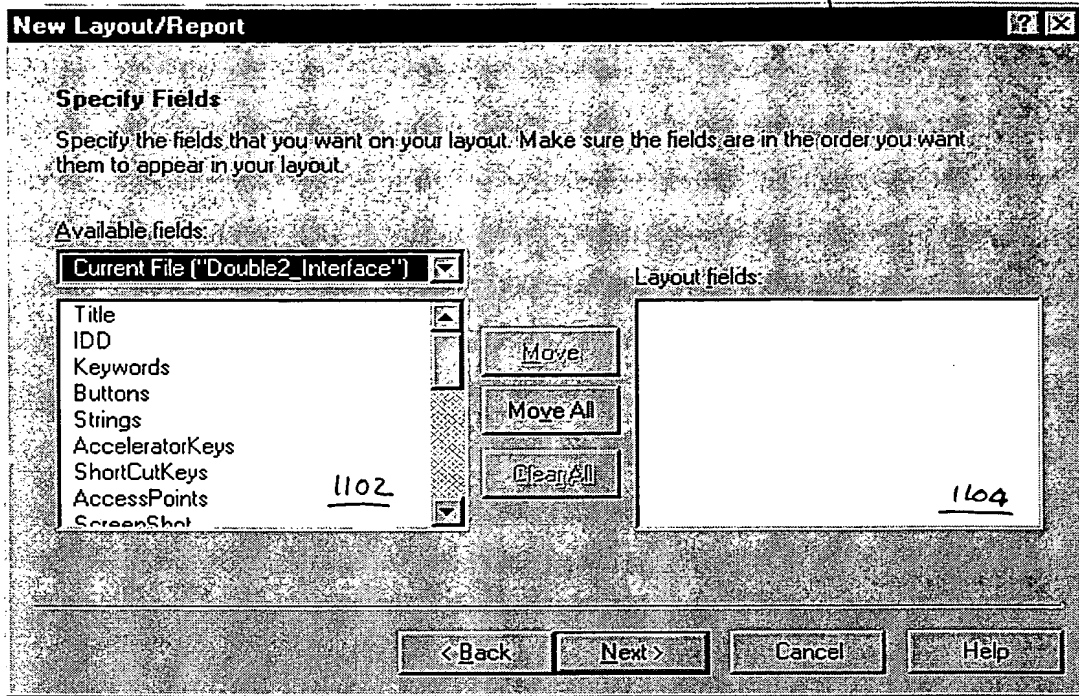 New Layout/Report
Specify Fields
Specify the fields that you want on your layout. Make sure the fields are in the order you want
them to appear in your layout.
Available fields:
Current File ("Double2_Interface")
Layout fields:
Title
IDD
Keywords
Buttons
Strings
AcceleratorKeys
ShortCutKeys
AccessPoints
ScreenShot
1102
Move
Move All
Clear All
1104
< Back
Next >
Cancel
Help